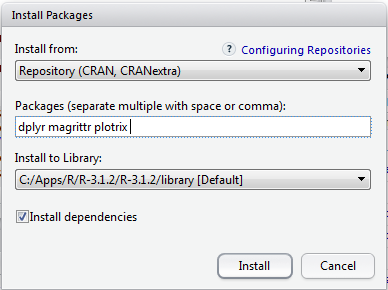 Install Packages
Install from:
? Configuring Repositories
Repository (CRAN, CRANextra)
Packages (separate multiple with space or comma):
dplyr magrittr plotrix
Install to Library:
C:/Apps/R/R-3.1.2/R-3.1.2/library [Default]
Install dependencies
Install
Cancel